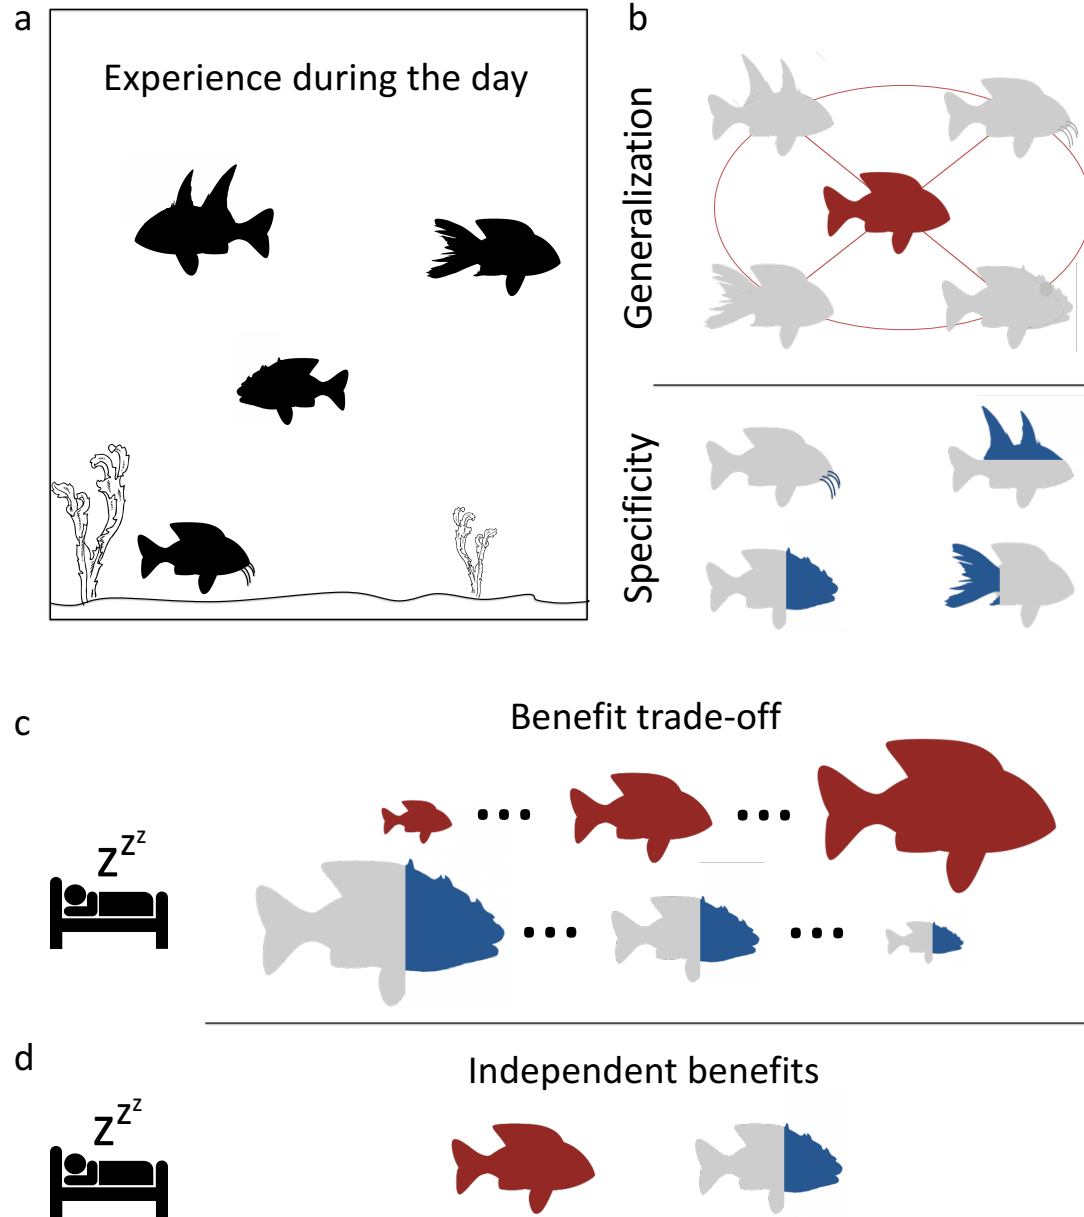 a
Experience during the day
b
Generalization
Specificity
c
Benefit trade-off
zzz
d
Independent benefits
zzz